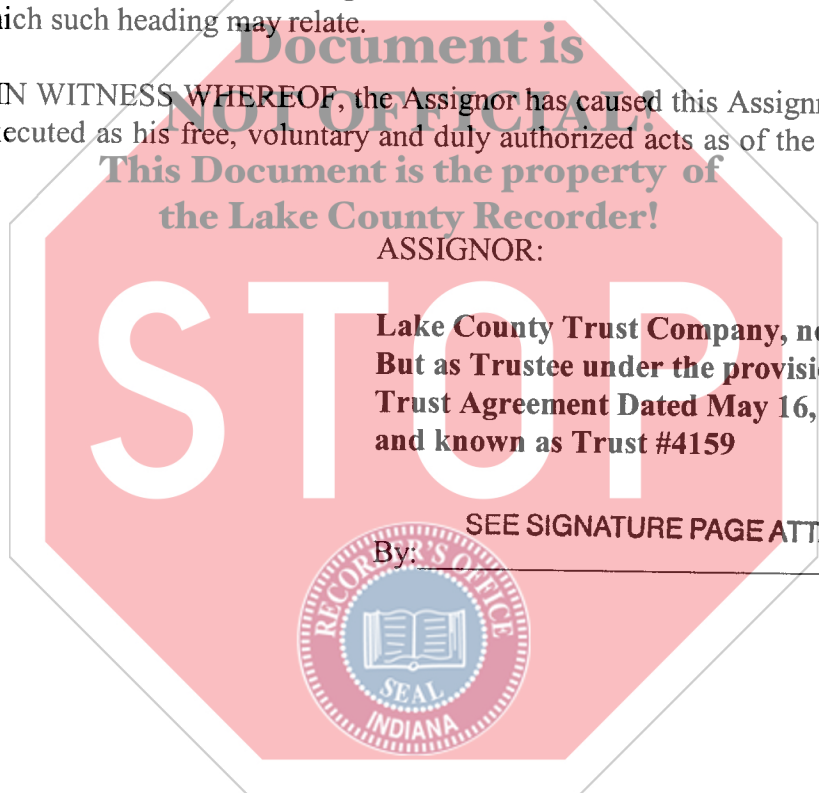 hich such heading may relate.
Document is
IN WITNESS WHEREOF, the Assignor has caused this Assignm
NOT OFFICIAL!
ecuted as his free, voluntary and duly authorized acts as of the
This Document is the property of
the Lake County Recorder!
ASSIGNOR:
STOP
Lake County Trust Company, no
But as Trustee under the provisi
Trust Agreement Dated May 16,
and known as Trust #4159
SEE SIGNATURE PAGE ATT
By:
RECORDER'S OFFICE
SEAL
INDIANA